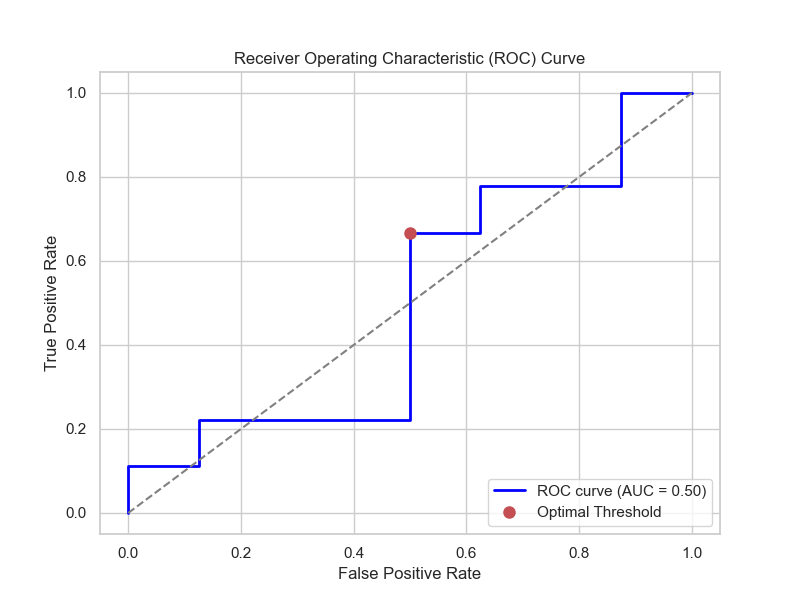 Receiver Operating Characteristic (ROC) Curve
True Positive Rate
1.0
0.8
0.6
0.4
0.2
0.0
ROC curve (AUC = 0.50)
Optimal Threshold
0.0 0.2 0.4 0.6 0.8 1.0
False Positive Rate